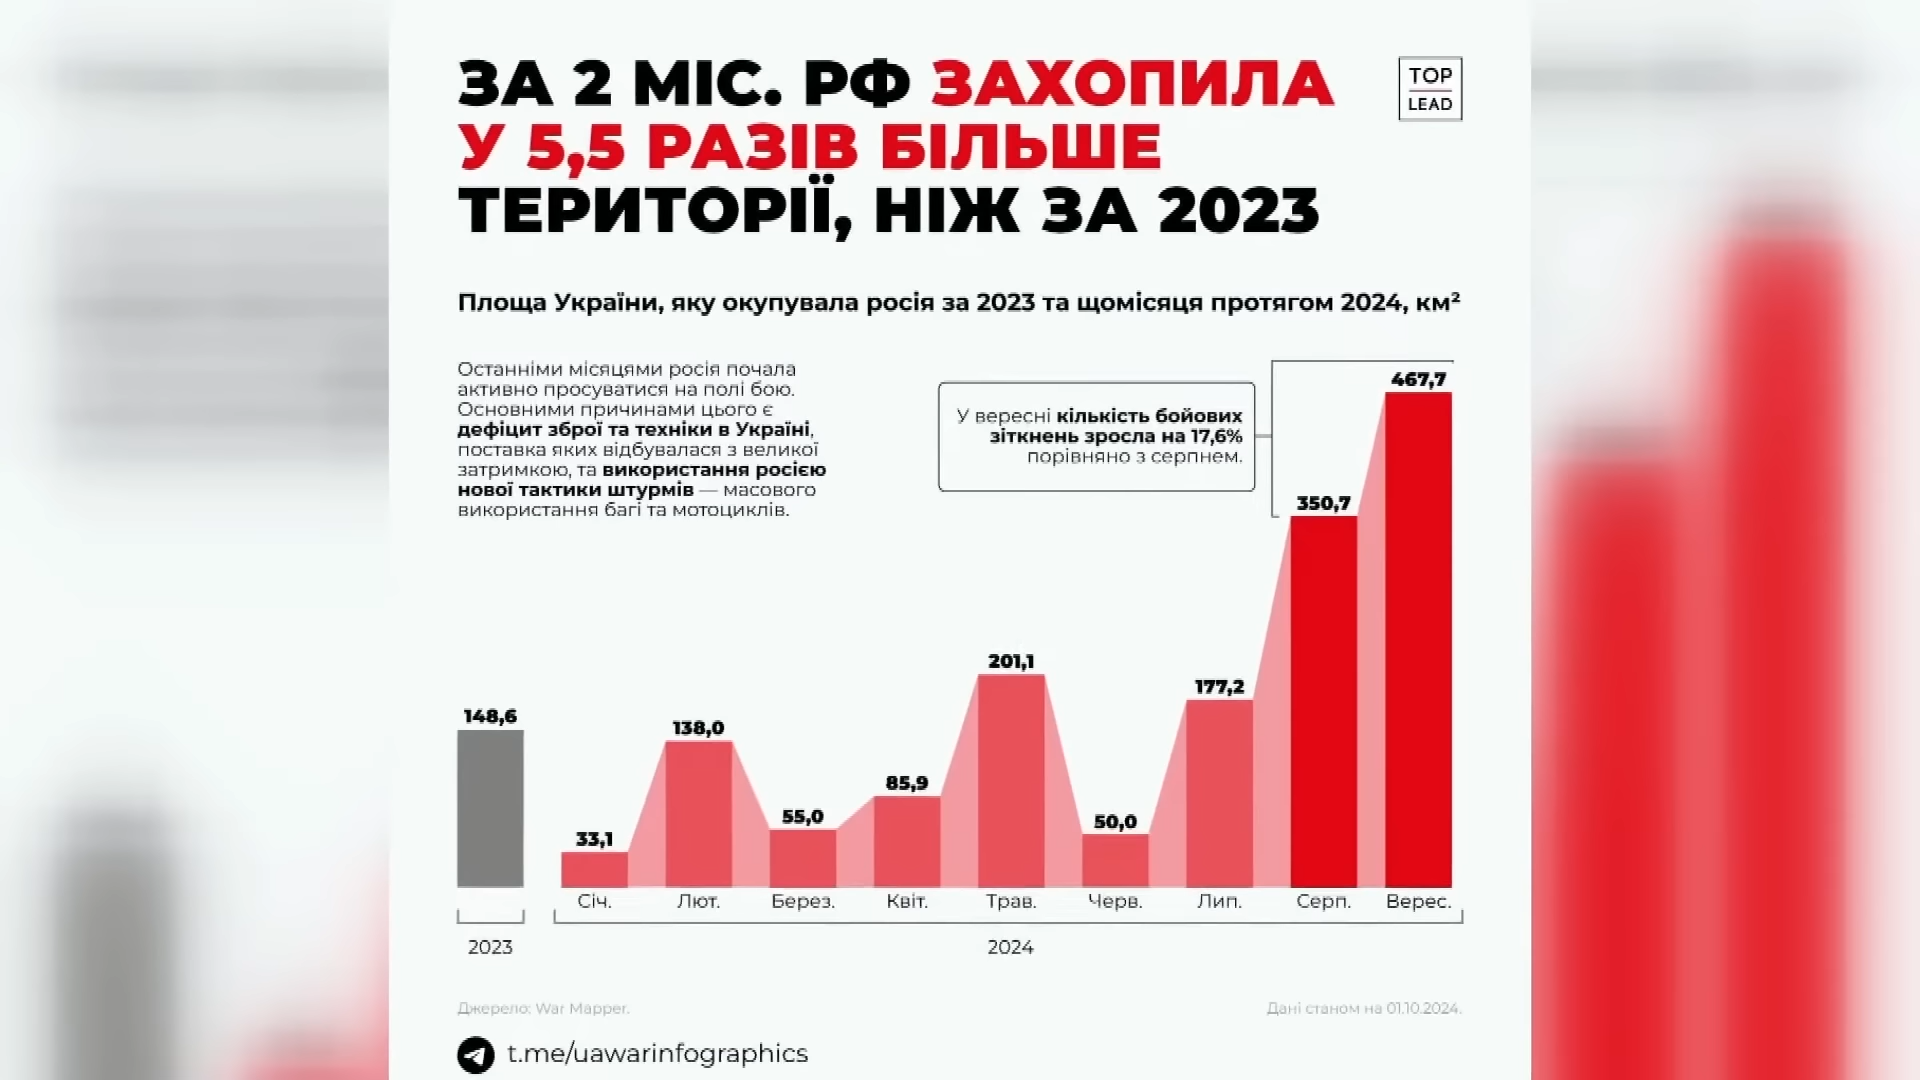 ЗА 2 МІС. РФ ЗАХОПИЛА
У 5,5 РАЗІВ БІЛЬШЕ
ТЕРИТОРІЇ, НІЖ ЗА 2023
TOP
LEAD
Площа України, яку окупувала росія за 2023 та щомісяця протягом 2024, км²
Останніми місяцями росія почала
активно просуватися на полі бою.
Основними причинами цього є
дефіцит зброї та техніки в Україні,
поставка яких відбувалася з великої
затримкою, та використання росією
нової тактики штурмів — масового
використання багі та мотоциклів.
У вересні кількість бойових
зіткнень зросла на 17,6%
порівняно з серпнем.
148,6
33,1
138,0
55,0
85,9
201,1
50,0
177,2
350,7
467,7
Січ.
Лют.
Берез.
Квіт.
Трав.
Черв.
Лип.
Серп.
Верес.
2023
2024
Джерело: War Mapper.
Дані станом на 01.10.2024.
t.me/uawarinfographics